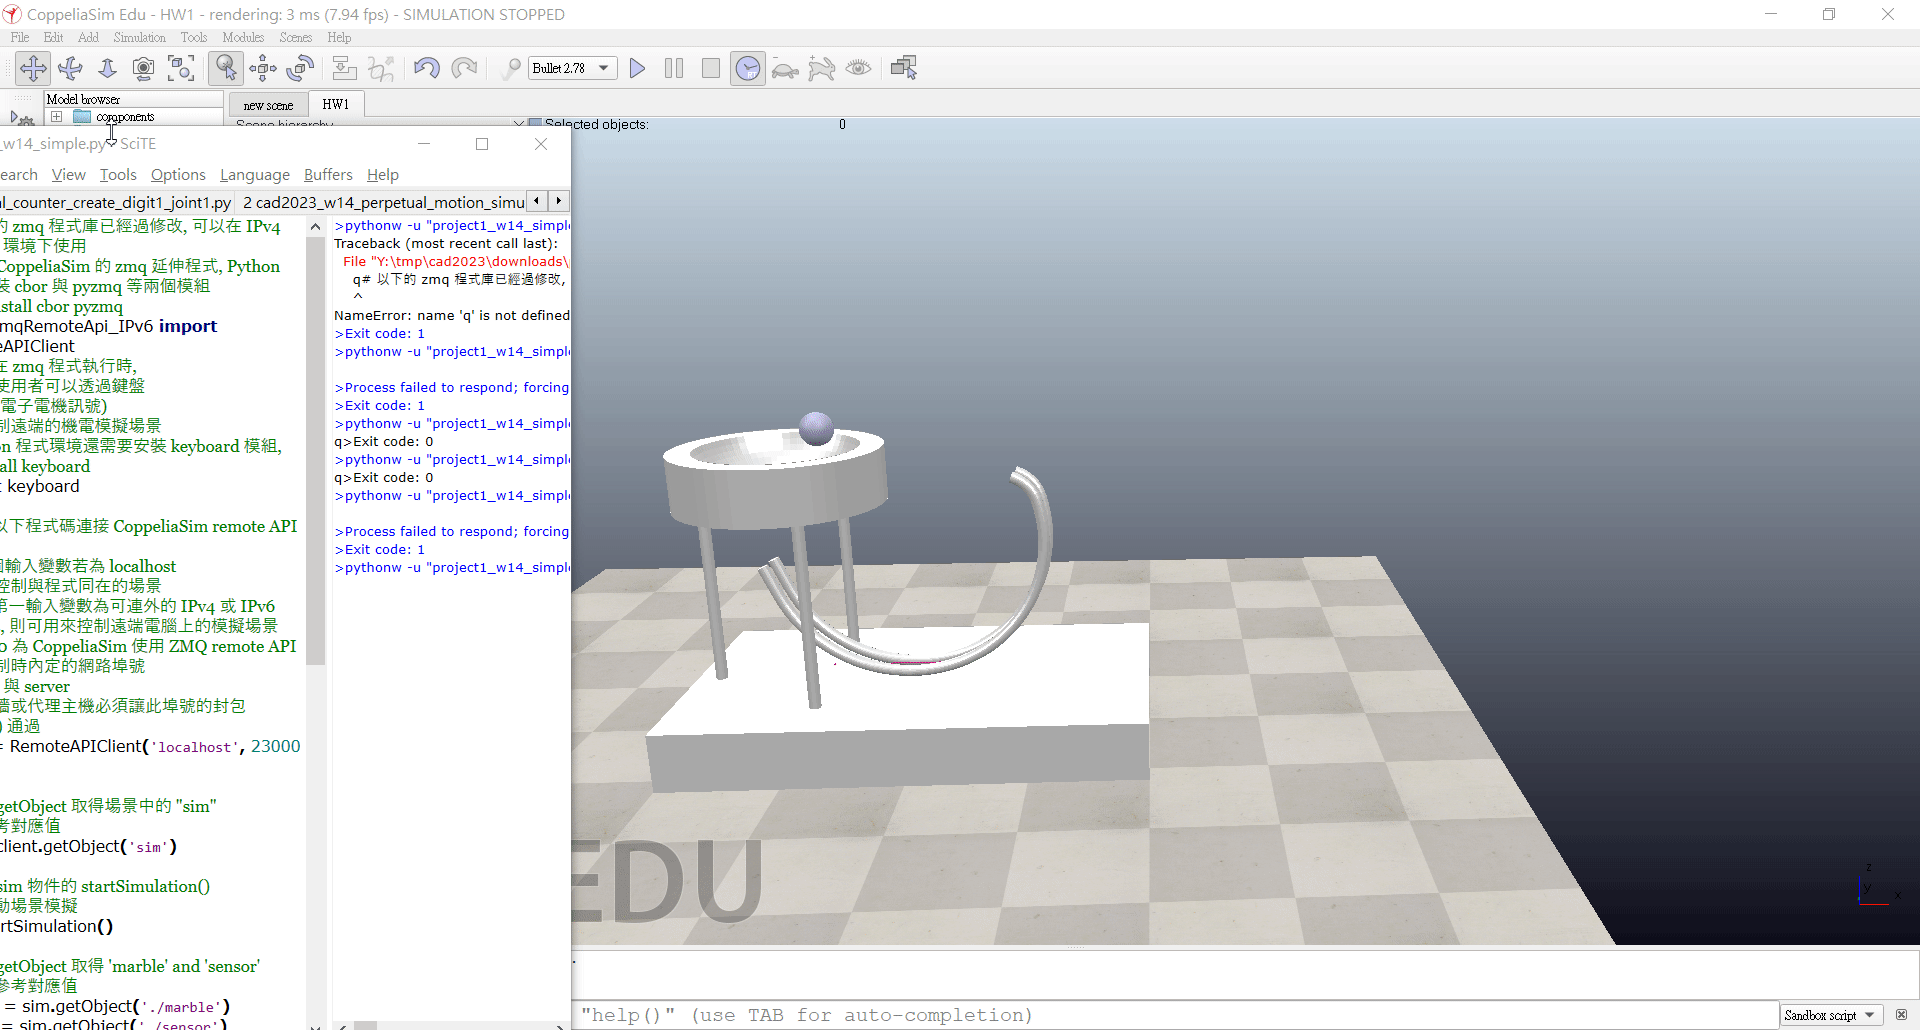 CoppeliaSim Edu - HW1 - rendering: 3 ms (7.94 fps) - SIMULATION STOPPED
File Edit Add Simulation Tools Modules Scenes Help
Bullet 2.78
RT
Model browser
components
new scene
HW1
Scene hierarchy
Selected objects: 0
_w14_simple.py - SciTE
earch View Tools Options Language Buffers Help
l_counter_create_digit1_joint1.py
2 cad2023_w14_perpetual_motion_simu
的 zmq 程式庫已經過修改, 可以在 IPv4
環境下使用
CoppeliaSim 的 zmq 延伸程式, Python
裝 cbor 與 pyzmq 等兩個模組
stall cbor pyzmq
mqRemoteApi_IPv6 import
eAPIClient
在 zmq 程式執行時,
使用者可以透過鍵盤
電子電機訊號)
制遠端的機電模擬場景
on 程式環境還需要安裝 keyboard 模組,
all keyboard
t keyboard
以下程式碼連接 CoppeliaSim remote API
個輸入變數若為 localhost
控制與程式同在的場景
第一輸入變數為可連外的 IPv4 或 IPv6
, 則可用來控制遠端電腦上的模擬場景
0 為 CoppeliaSim 使用 ZMQ remote API
制時內定的網路埠號
與 server
牆或代理主機必須讓此埠號的封包
) 通過
= RemoteAPIClient('localhost', 23000
getObject 取得場景中的 "sim"
考對應值
client.getObject('sim')
sim 物件的 startSimulation()
動場景模擬
rtSimulation()
getObject 取得 'marble' and 'sensor'
參考對應值
= sim.getObject('./marble')
= sim.getObject('./sensor')
>pythonw -u "project1_w14_simple
Traceback (most recent call last):
File "Y:\tmp\cad2023\downloads\
q# 以下的 zmq 程式庫已經過修改,
^
NameError: name 'q' is not defined
>Exit code: 1
>pythonw -u "project1_w14_simple
>Process failed to respond; forcing
>Exit code: 1
>pythonw -u "project1_w14_simple
q>Exit code: 0
>pythonw -u "project1_w14_simple
q>Exit code: 0
>pythonw -u "project1_w14_simple
>Process failed to respond; forcing
>Exit code: 1
>pythonw -u "project1_w14_simple
EDU
z
y
x
"help()" (use TAB for auto-completion)
Sandbox script